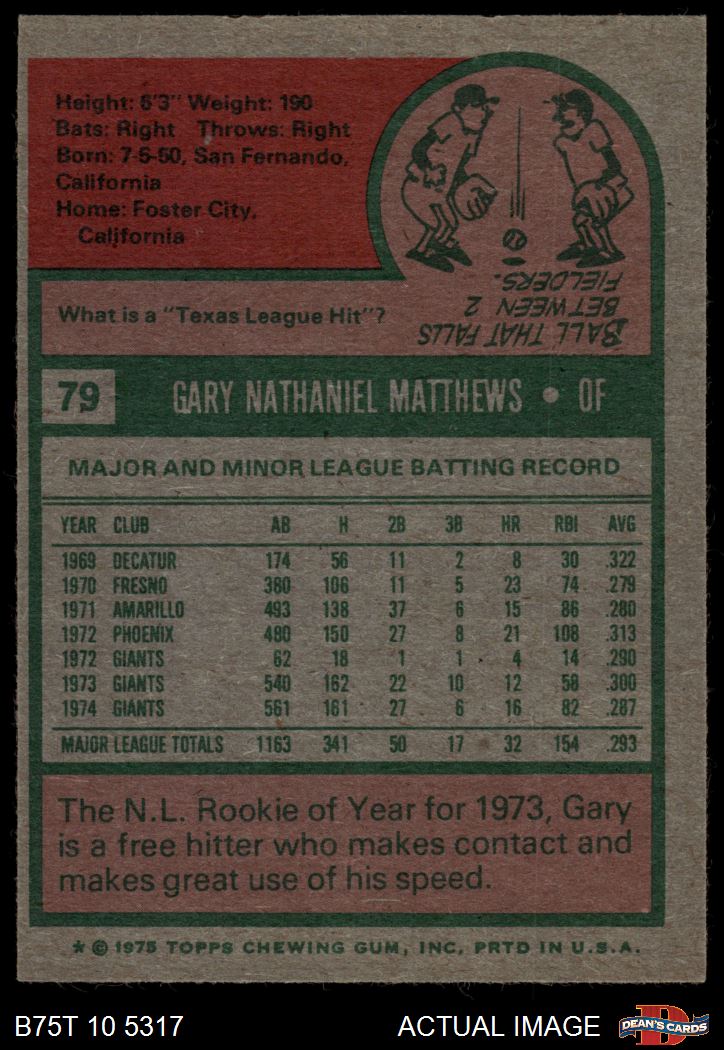 Height: 6'3" Weight: 190
Bats: Right Throws: Right
Born: 7-5-50, San Fernando,
California
Home: Foster City,
California
What is a "Texas League Hit"?
BALL THAT FALLS
BETWEEN 2
FIELDERS.
79 GARY NATHANIEL MATTHEWS • OF
MAJOR AND MINOR LEAGUE BATTING RECORD
YEAR CLUB AB H 2B 3B HR RBI AVG
1969 DECATUR 174 56 11 2 8 30 .322
1970 FRESNO 380 106 11 5 23 74 .279
1971 AMARILLO 493 138 37 6 15 86 .280
1972 PHOENIX 480 150 27 8 21 108 .313
1972 GIANTS 62 18 1 1 4 14 .290
1973 GIANTS 540 162 22 10 12 58 .300
1974 GIANTS 561 161 27 6 16 82 .287
MAJOR LEAGUE TOTALS 1163 341 50 17 32 154 .293
The N.L. Rookie of Year for 1973, Gary
is a free hitter who makes contact and
makes great use of his speed.
* © 1975 TOPPS CHEWING GUM, INC. PRTD IN U.S.A.
B75T 10 5317 ACTUAL IMAGE
D DEAN'S CARDS